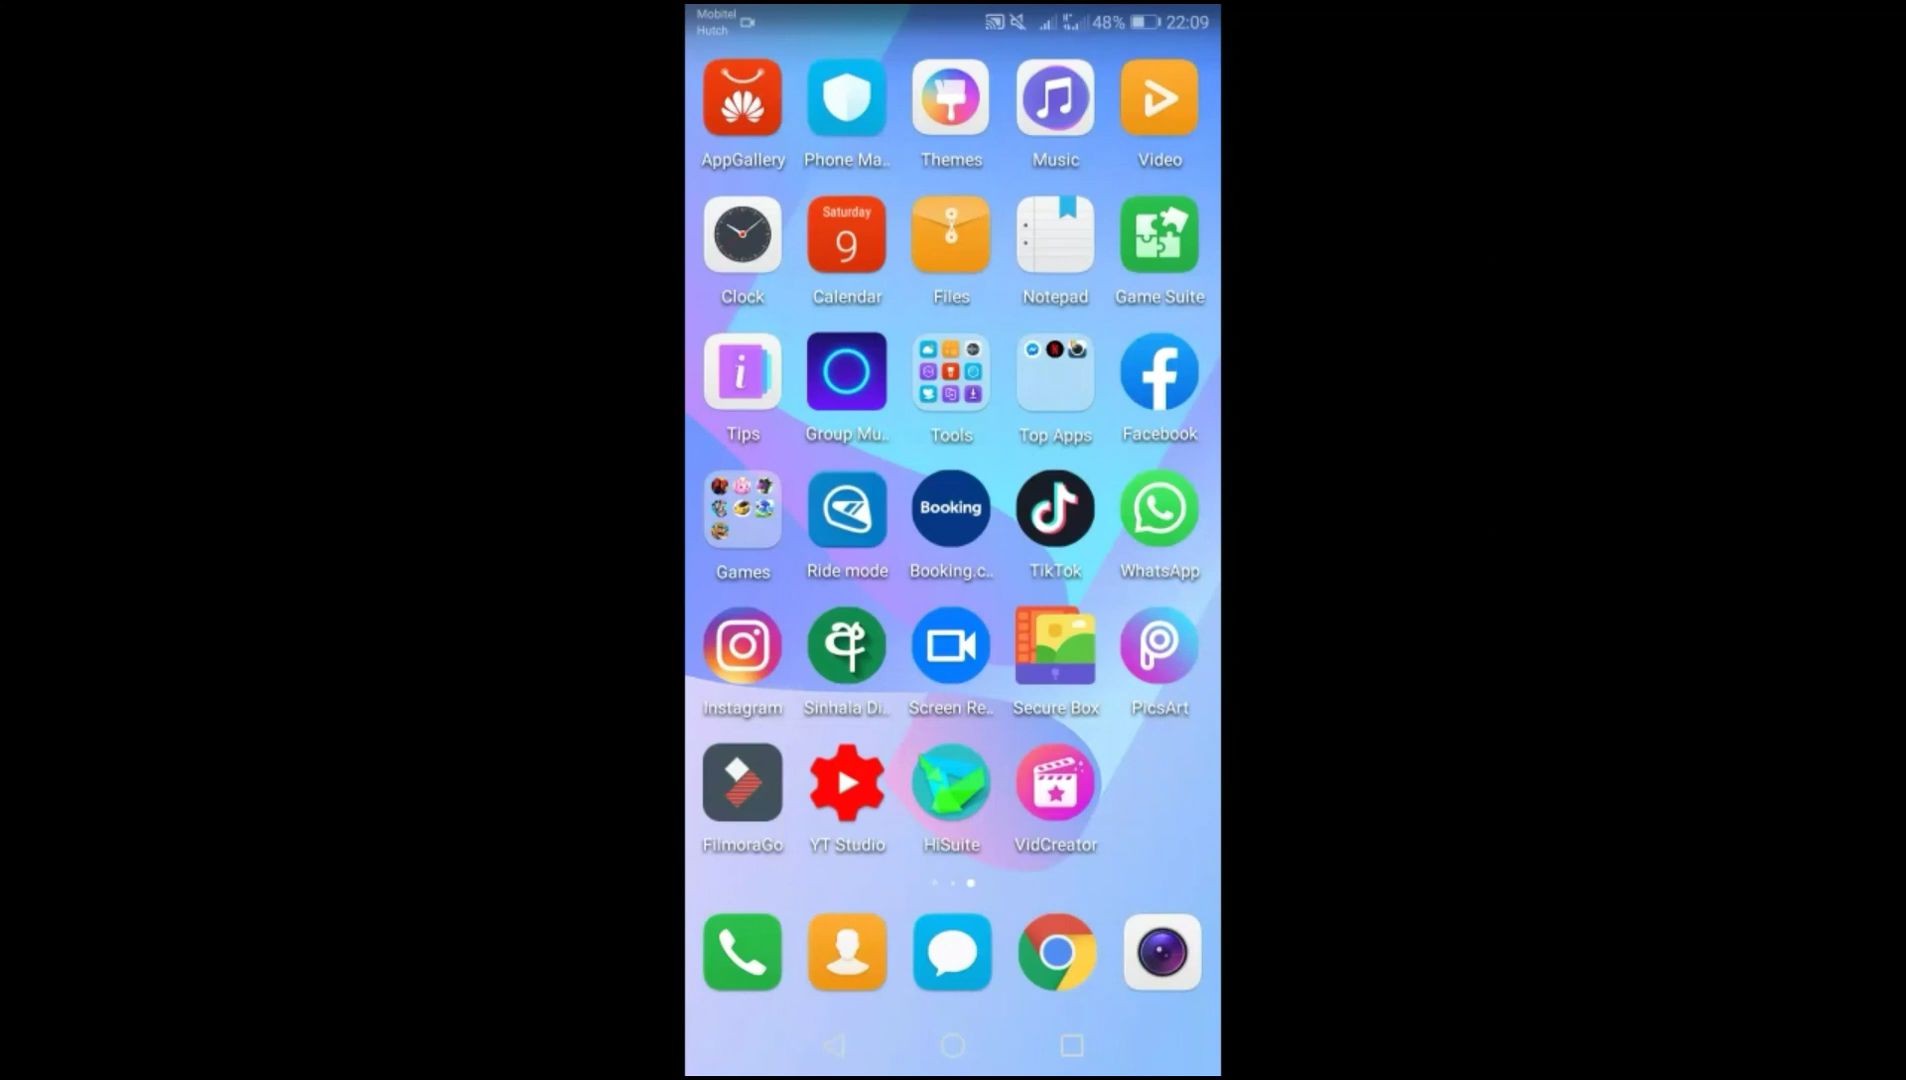 Mobitel
Hutch
48% 22:09
AppGallery Phone Ma.. Themes Music Video
Saturday
9
Clock Calendar Files Notepad Game Suite
Tips Group Mu.. Tools Top Apps Facebook
Booking
Games Ride mode Booking.c.. TikTok WhatsApp
අ
Instagram Sinhala Di.. Screen Re.. Secure Box PicsArt
FilmoraGo YT Studio HiSuite VidCreator